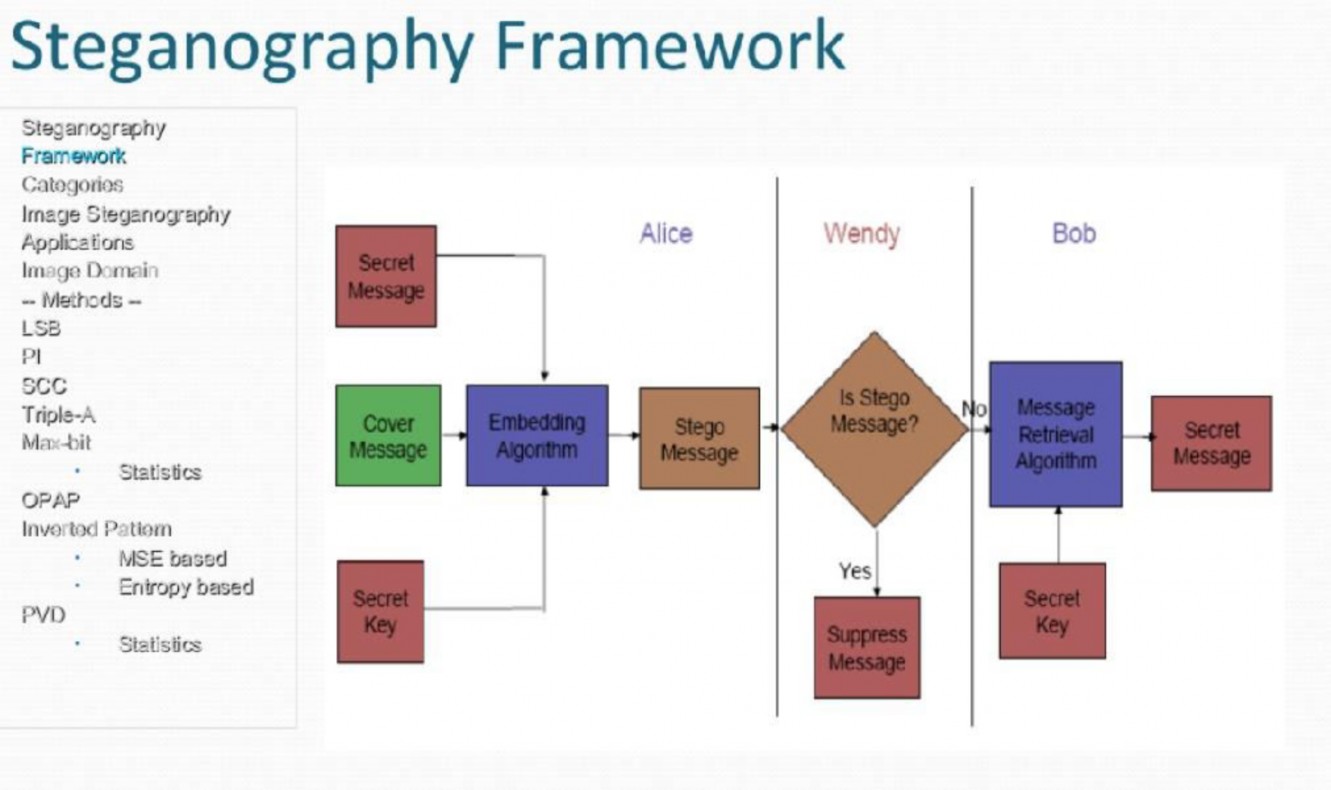 Steganography Framework
Steganography
Framework
Categories
Image Steganography
Applications
Image Domain
-- Methods --
LSB
PI
SCC
Triple-A
Max-bit
• Statistics
OPAP
Inverted Pattern
• MSE based
• Entropy based
PVD
• Statistics
Alice
Wendy
Bob
Secret
Message
Cover
Message
Embedding
Algorithm
Stego
Message
Secret
Key
Is Stego
Message?
No
Yes
Suppress
Message
Message
Retrieval
Algorithm
Secret
Message
Secret
Key